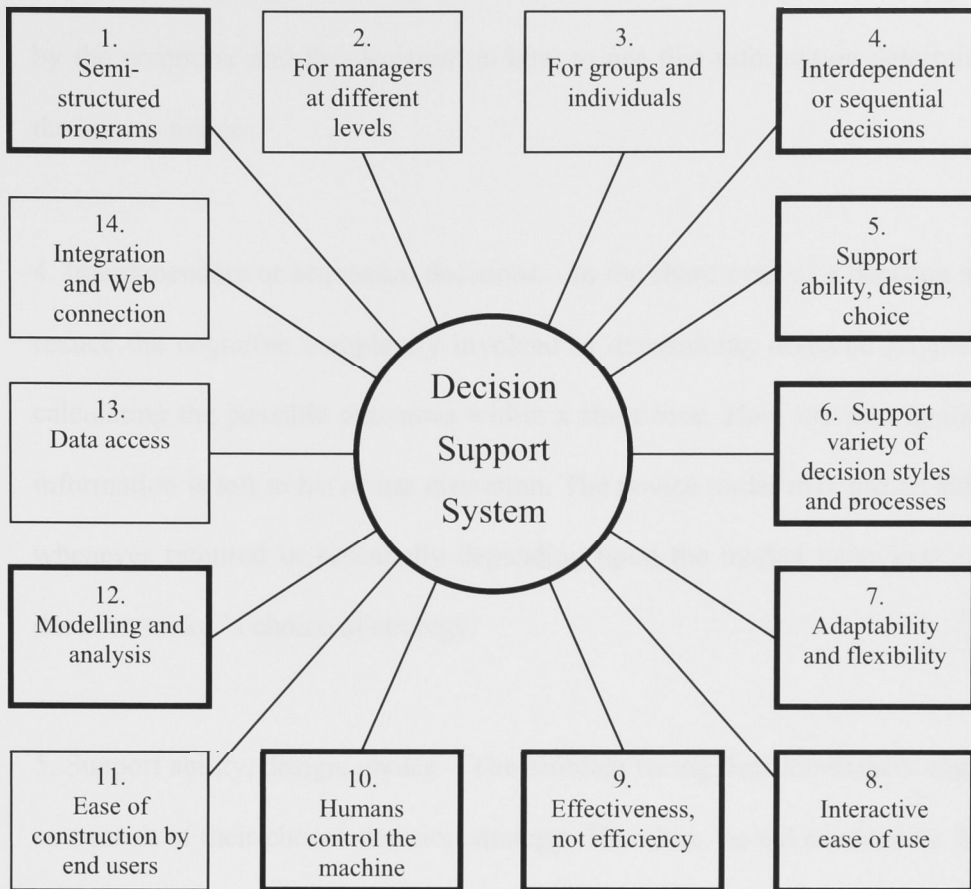 1.
Semi-
structured
programs
2.
For managers
at different
levels
3.
For groups and
individuals
4.
Interdependent
or sequential
decisions
14.
Integration
and Web
connection
5.
Support
ability, design,
choice
Decision
Support
System
13.
Data access
6. Support
variety of
decision styles
and processes
12.
Modelling and
analysis
7.
Adaptability
and flexibility
11.
Ease of
construction by
end users
10.
Humans
control the
machine
9.
Effectiveness,
not efficiency
8.
Interactive
ease of use